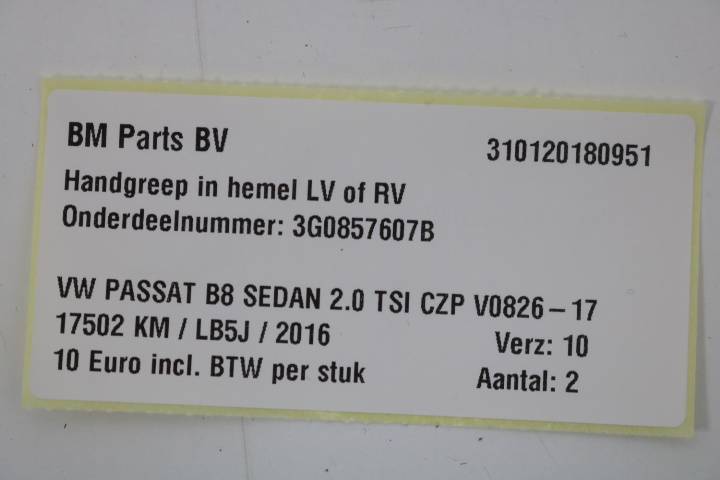 BM Parts BV 310120180951
Handgreep in hemel LV of RV
Onderdeelnummer: 3G0857607B
VW PASSAT B8 SEDAN 2.0 TSI CZP V0826-17
17502 KM / LB5J / 2016 Verz: 10
10 Euro incl. BTW per stuk Aantal: 2